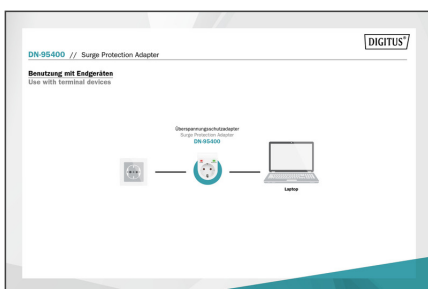 DIGITUS®
DN-95400 // Surge Protection Adapter
Benutzung mit Endgeräten
Use with terminal devices
Überspannungsschutzadapter
Surge Protection Adapter
DN-95400
Laptop